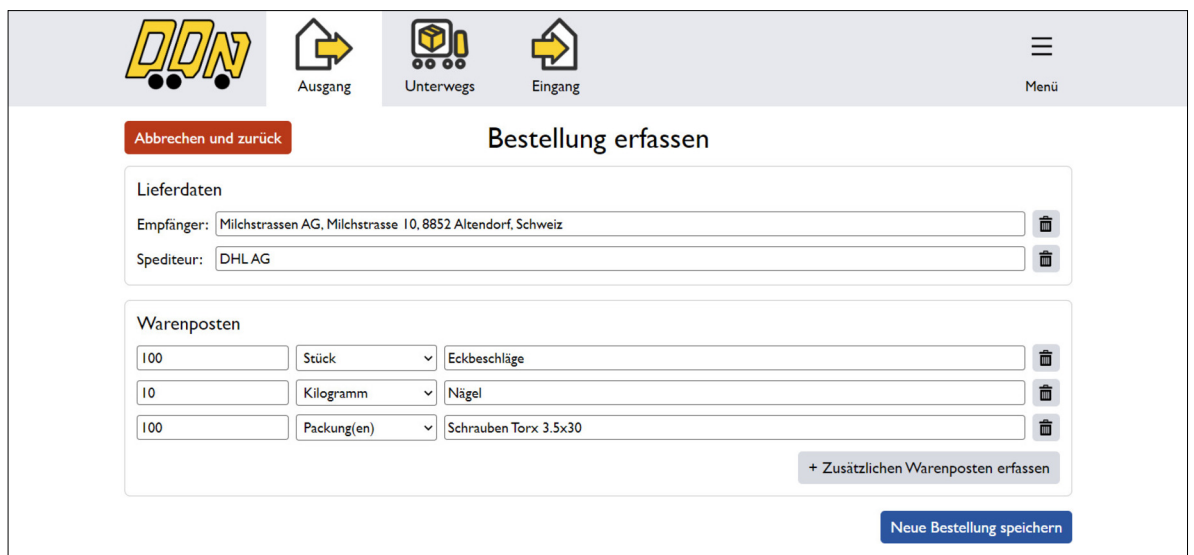 DDN
Ausgang
Unterwegs
Eingang
Menü
Abbrechen und zurück
Bestellung erfassen
Lieferdaten
Empfänger: Milchstrassen AG, Milchstrasse 10, 8852 Altendorf, Schweiz
Spediteur: DHL AG
Warenposten
100 Stück Eckbeschläge
10 Kilogramm Nägel
100 Packung(en) Schrauben Torx 3.5x30
+ Zusätzlichen Warenposten erfassen
Neue Bestellung speichern